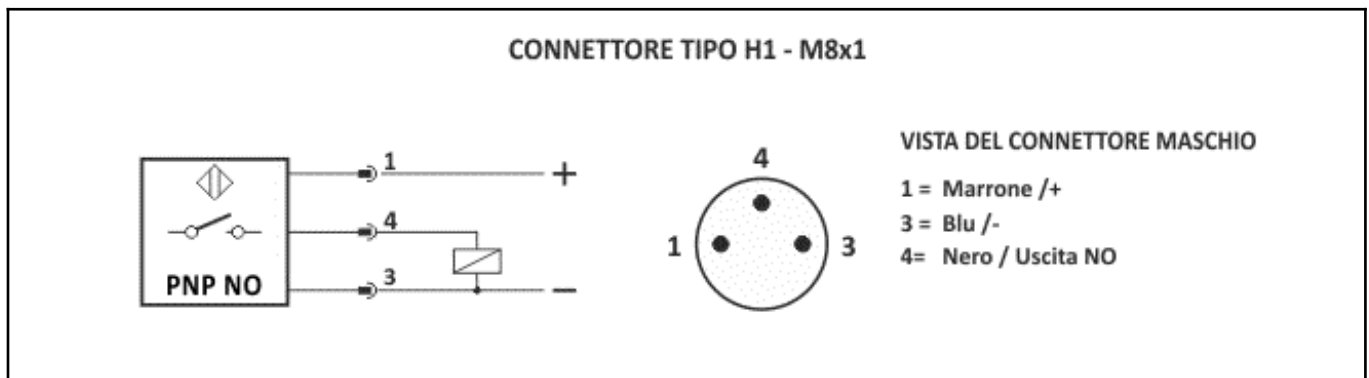 CONNETTORE TIPO H1 - M8x1
1
+
4
3
−
PNP NO
4
1
3
VISTA DEL CONNETTORE MASCHIO
1 = Marrone /+
3 = Blu /-
4= Nero / Uscita NO